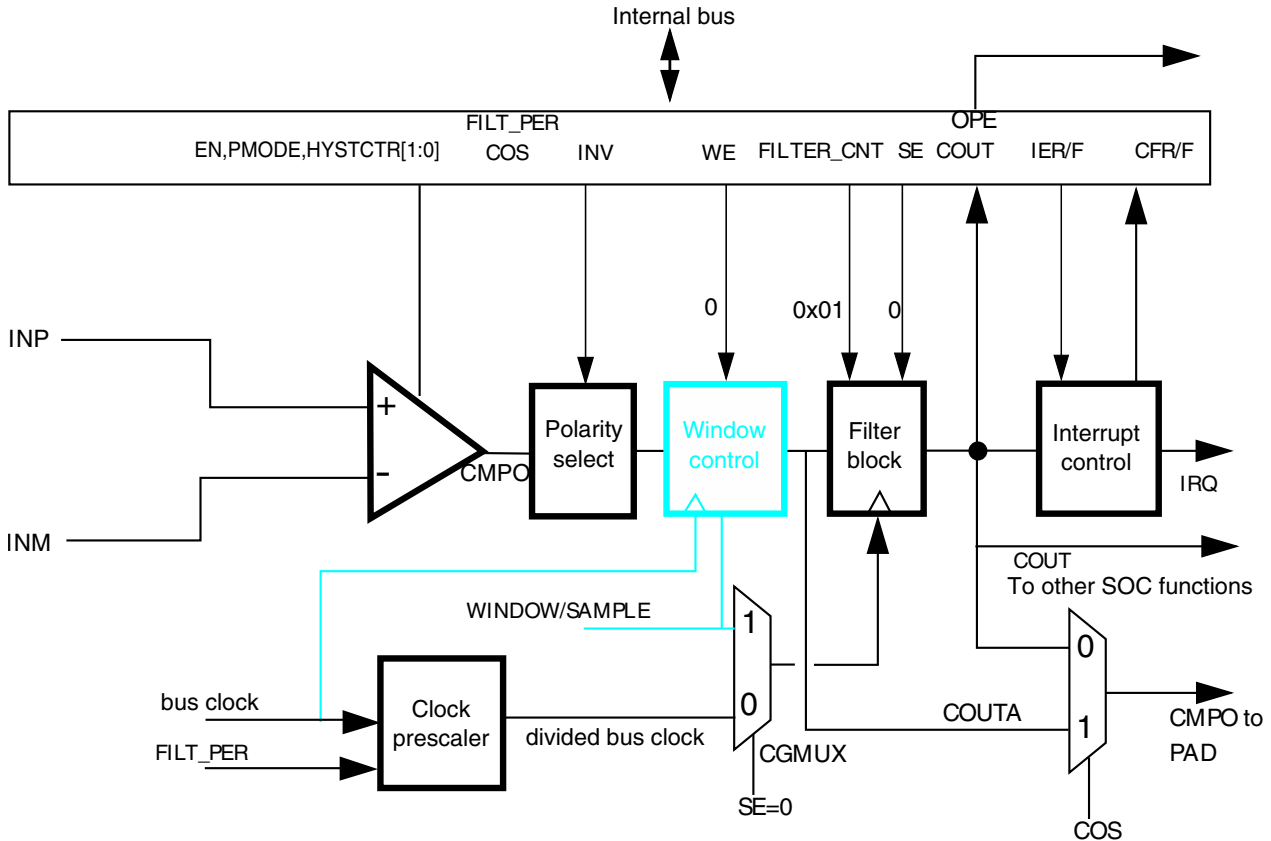 Internal bus
FILT_PER
OPE
EN,PMODE,HYSTCTR[1:0]
COS
INV
WE
FILTER_CNT
SE
COUT
IER/F
CFR/F
0
0x01
0
INP
+
-
INM
CMPO
Polarity
select
Window
control
Filter
block
Interrupt
control
IRQ
COUT
To other SOC functions
WINDOW/SAMPLE
1
0
bus clock
FILT_PER
Clock
prescaler
divided bus clock
CGMUX
SE=0
0
1
COUTA
CMPO to
PAD
COS